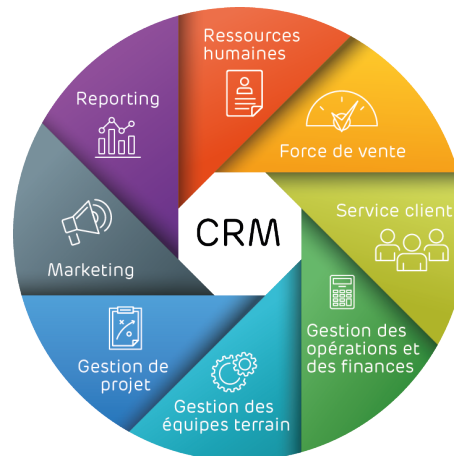 Ressources
humaines
Reporting
Force de vente
Service client
CRM
Marketing
Gestion des
opérations et
des finances
Gestion de
projet
Gestion des
équipes terrain